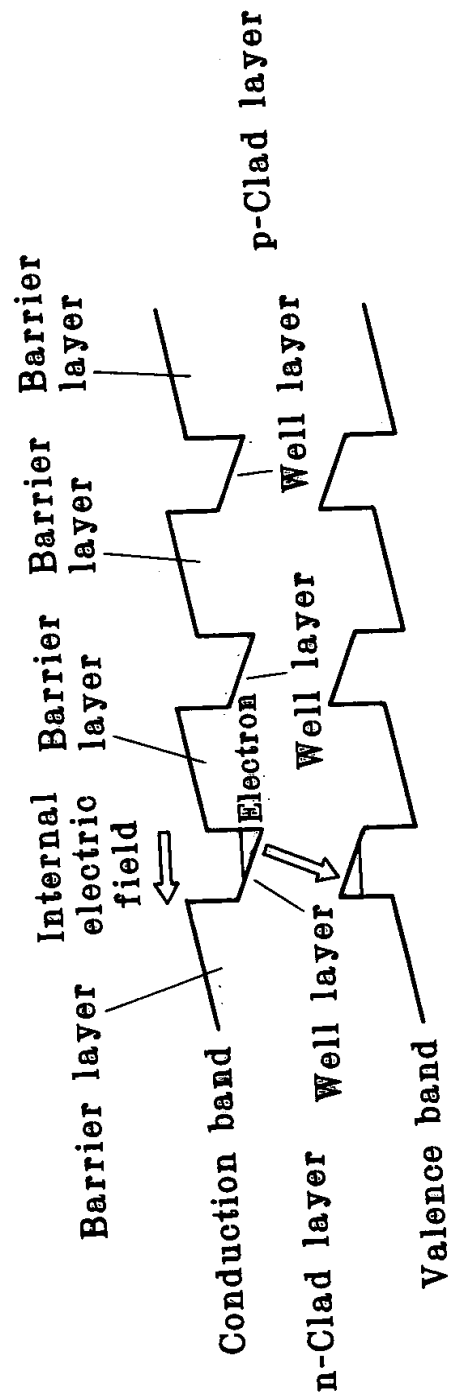 Barrier layer
Internal
electric
field
Barrier
layer
Barrier
layer
Barrier
layer
Conduction band
Electron
n-Clad layer
Well layer
Well layer
Well layer
p-Clad layer
Valence band